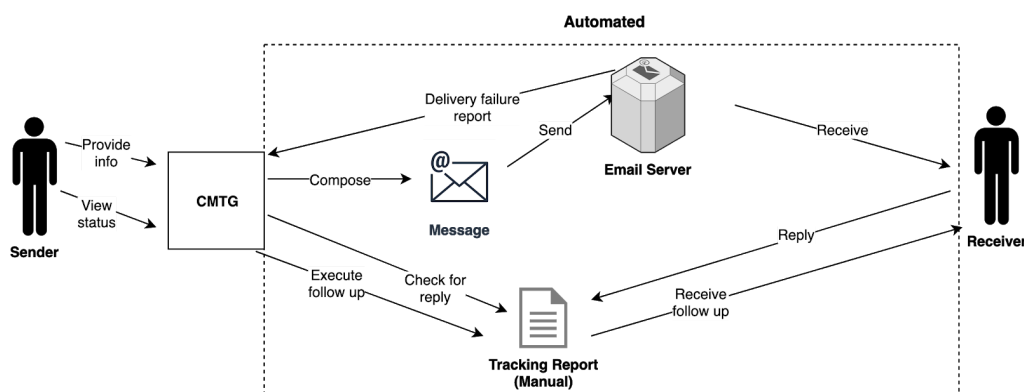 Automated
Delivery failure
report
Send
Receive
Provide
info
@
Email Server
CMTG
Compose
View
status
Message
Sender
Receiver
Reply
Execute
follow up
Check for
reply
Receive
follow up
Tracking Report
(Manual)